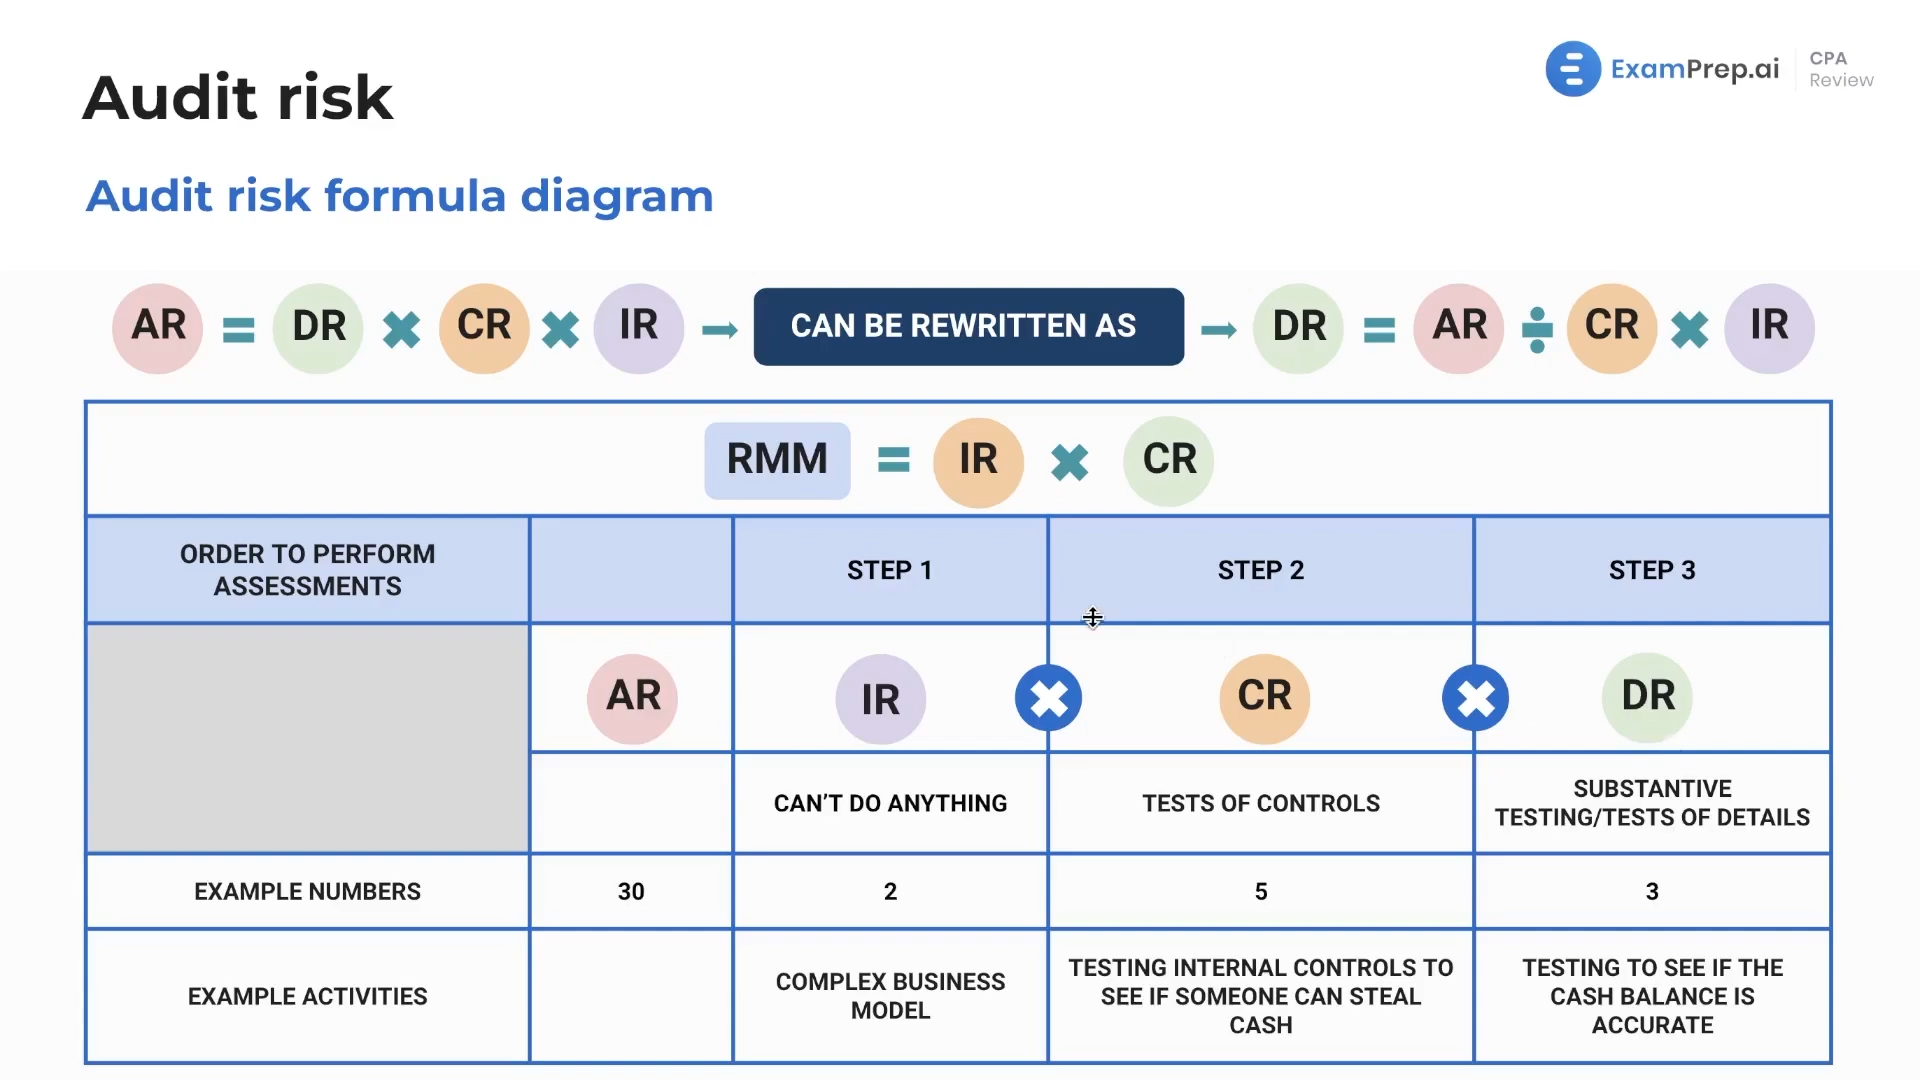 Audit risk
ExamPrep.ai
CPA
Review
Audit risk formula diagram
AR = DR × CR × IR → CAN BE REWRITTEN AS → DR = AR ÷ CR × IR
RMM = IR × CR
ORDER TO PERFORM
ASSESSMENTS
STEP 1
STEP 2
STEP 3
AR
IR × CR × DR
CAN’T DO ANYTHING
TESTS OF CONTROLS
SUBSTANTIVE
TESTING/TESTS OF DETAILS
EXAMPLE NUMBERS
30
2
5
3
EXAMPLE ACTIVITIES
COMPLEX BUSINESS
MODEL
TESTING INTERNAL CONTROLS TO
SEE IF SOMEONE CAN STEAL
CASH
TESTING TO SEE IF THE
CASH BALANCE IS
ACCURATE